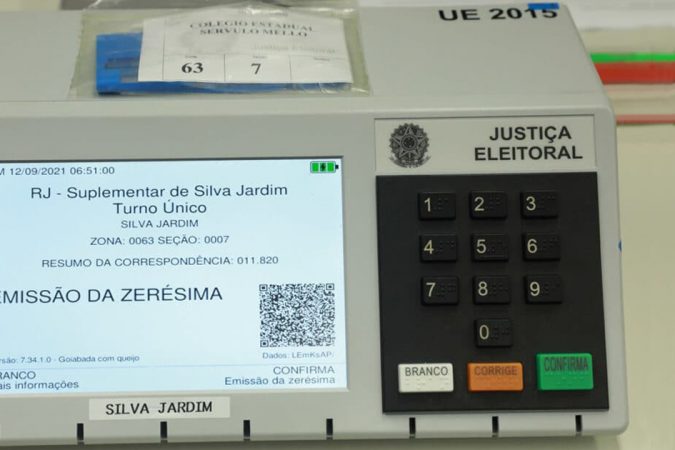 COLEGIO ESTADUAL
SERVULO MELLO
Justiça Eleitoral
63 7
UE 2015
JUSTIÇA
ELEITORAL
M 12/09/2021 06:51:00
RJ - Suplementar de Silva Jardim
Turno Único
SILVA JARDIM
ZONA: 0063 SEÇÃO: 0007
RESUMO DA CORRESPONDÊNCIA: 011.820
EMISSÃO DA ZERÉSIMA
rsão: 7.34.1.0 - Goiabada com queijo
Dados: LEmKsAP/
RANCO
ais informações
CONFIRMA
Emissão da zerésima
1 2 3
4 5 6
7 8 9
0
BRANCO CORRIGE CONFIRMA
SILVA JARDIM